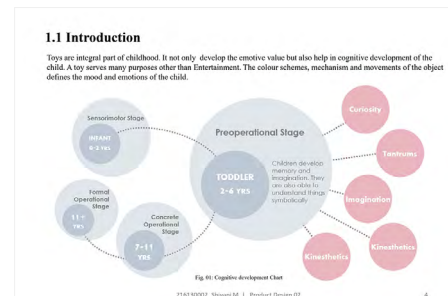 1.1 Introduction
Toys are integral part of childhood. It not only develop the emotive value but also help in cognitive development of the
child. A toy serves many purposes other than Entertainment. The colour schemes, mechanism and movements of the object
defines the mood and emotions of the child.
Sensorimotor Stage
INFANT
0-2 YRS
Formal
Operational
Stage
11+
YRS
Concrete
Operational
Stage
7-11
YRS
Preoperational Stage
TODDLER
2-6 YRS
Children develop
memory and
imagination. They
are also able to
understand things
symbolically
Curiosity
Tantrums
Imagination
Kinesthetics
Kinesthetics
Fig. 01: Cognitive development Chart
216130002, Shivani M | Product Design 02
4